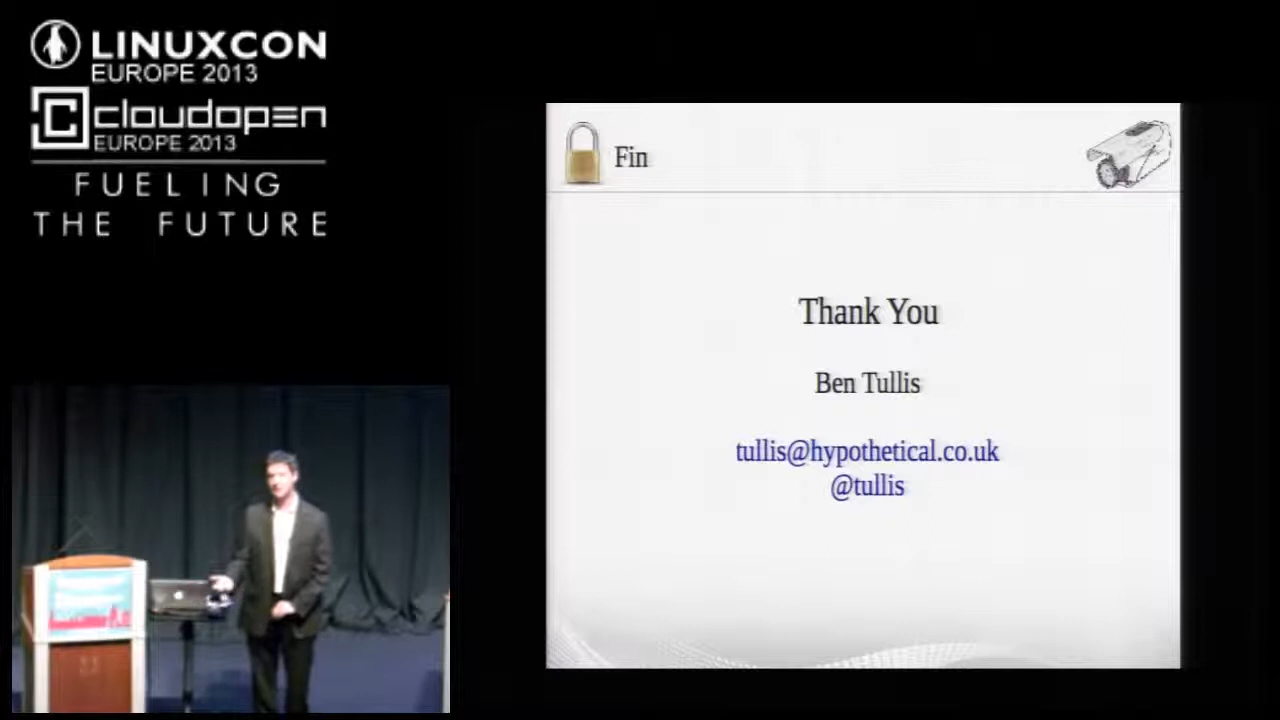 LINUXCON
EUROPE 2013
cloudopen
EUROPE 2013
FUELING
THE FUTURE
Fin
Thank You
Ben Tullis
tullis@hypothetical.co.uk
@tullis